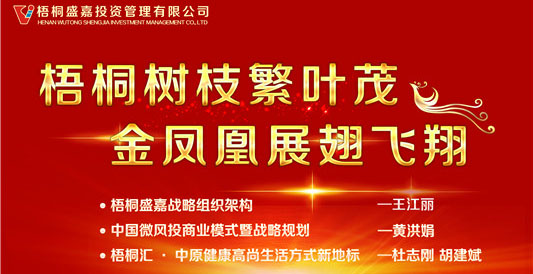 梧桐盛嘉投资管理有限公司
HENAN WUTONG SHENGJIA INVESTMENT MANAGEMENT CO., LTD
梧桐树枝繁叶茂
金凤凰展翅飞翔
• 梧桐盛嘉战略组织架构 —王江丽
• 中国微风投商业模式暨战略规划 —黄洪娟
• 梧桐汇 · 中原健康高尚生活方式新地标 —杜志刚 胡建斌